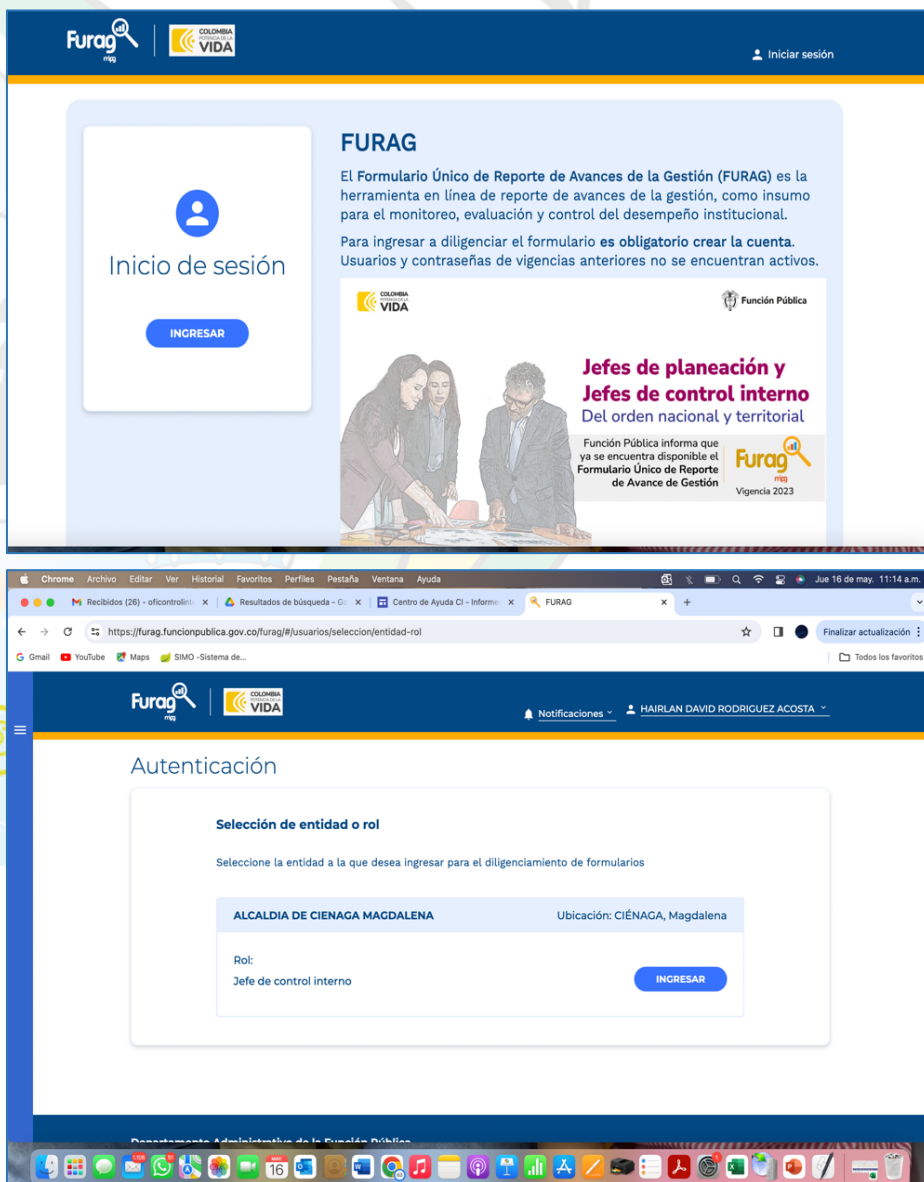 Furag
mipg
COLOMBIA
POTENCIA DE LA
VIDA
Iniciar sesión
Inicio de sesión
INGRESAR
FURAG
El Formulario Único de Reporte de Avances de la Gestión (FURAG) es la
herramienta en línea de reporte de avances de la gestión, como insumo
para el monitoreo, evaluación y control del desempeño institucional.
Para ingresar a diligenciar el formulario es obligatorio crear la cuenta.
Usuarios y contraseñas de vigencias anteriores no se encuentran activos.
COLOMBIA
POTENCIA DE LA
VIDA
Función Pública
Jefes de planeación y
Jefes de control interno
Del orden nacional y territorial
Función Pública informa que
ya se encuentra disponible el
Formulario Único de Reporte
de Avance de Gestión
Furag
mipg
Vigencia 2023
Chrome Archivo Editar Ver Historial Favoritos Perfiles Pestaña Ventana Ayuda Jue 16 de may. 11:14 a.m.
Recibidos (26) - oficontrolint Resultados de búsqueda - Go Centro de Ayuda CI - Informe FURAG
https://furag.funcionpublica.gov.co/furag/#/usuarios/seleccion/entidad-rol Finalizar actualización
Gmail YouTube Maps SIMO -Sistema de... Todos los favoritos
Furag
mipg
COLOMBIA
POTENCIA DE LA
VIDA
Notificaciones HAIRLAN DAVID RODRIGUEZ ACOSTA
Autenticación
Selección de entidad o rol
Seleccione la entidad a la que desea ingresar para el diligenciamiento de formularios
ALCALDIA DE CIENAGA MAGDALENA Ubicación: CIÉNAGA, Magdalena
Rol:
Jefe de control interno
INGRESAR
Departamento Administrativo de la Función Pública
16